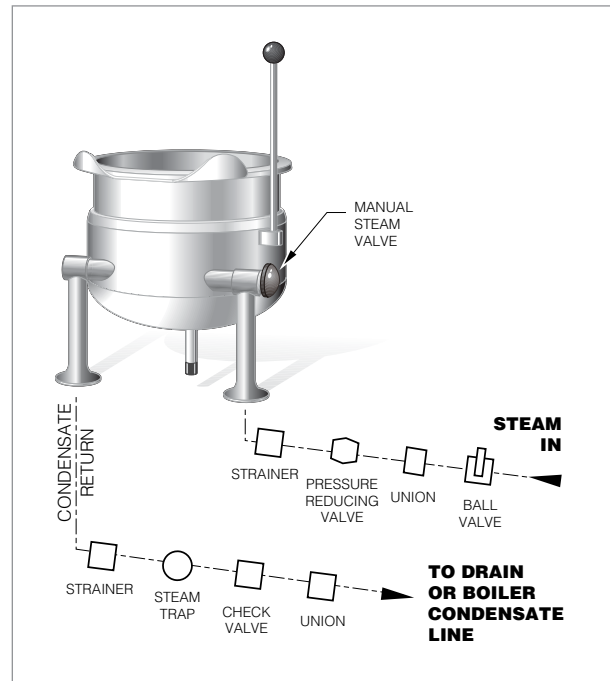 MANUAL
STEAM
VALVE
CONDENSATE
RETURN
STEAM
IN
STRAINER
PRESSURE
REDUCING
VALVE
UNION
BALL
VALVE
STRAINER
STEAM
TRAP
CHECK
VALVE
UNION
TO DRAIN
OR BOILER
CONDENSATE
LINE